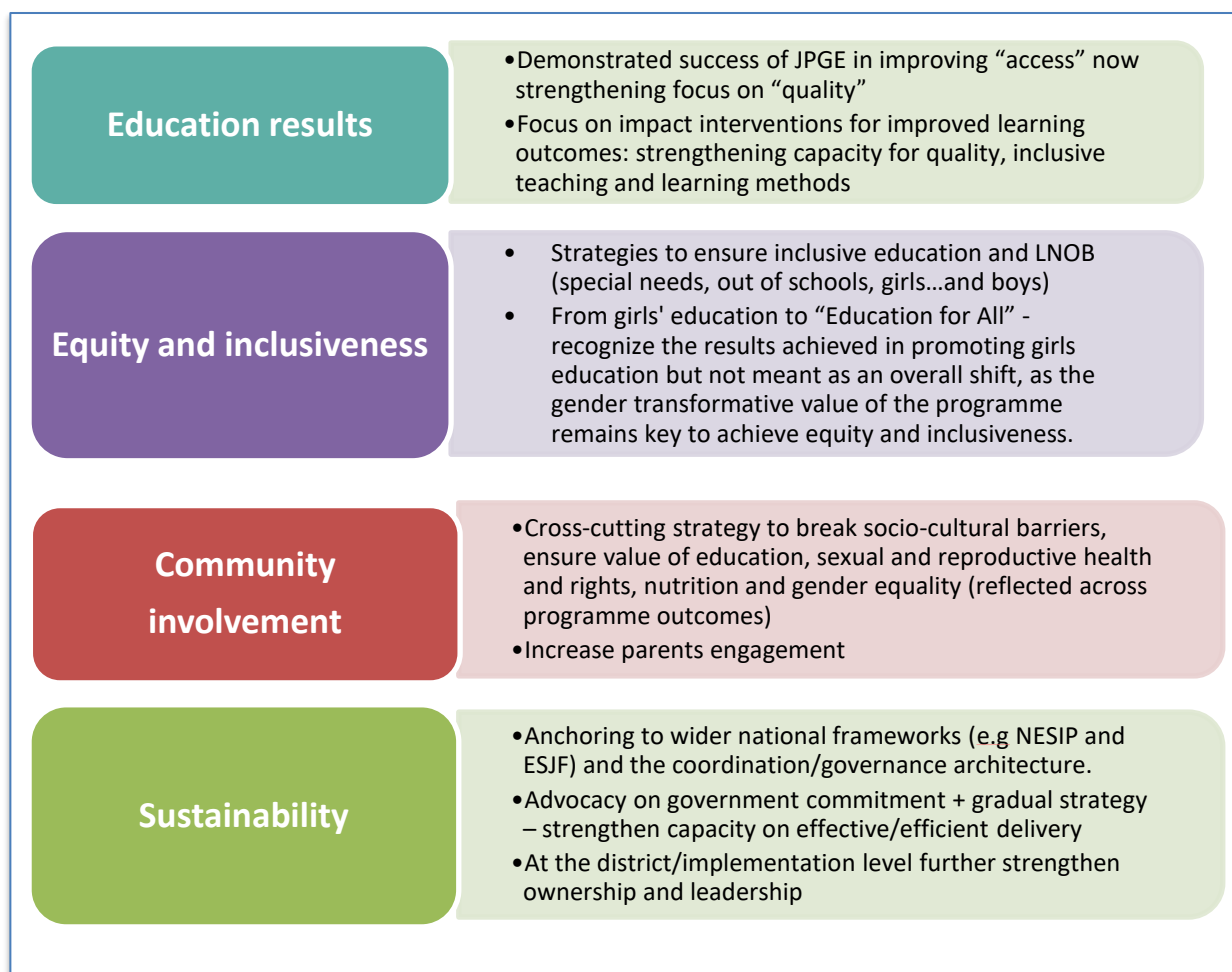 Education results
•Demonstrated success of JPGE in improving “access” now
strengthening focus on “quality”
•Focus on impact interventions for improved learning
outcomes: strengthening capacity for quality, inclusive
teaching and learning methods
Equity and inclusiveness
• Strategies to ensure inclusive education and LNOB
(special needs, out of schools, girls…and boys)
• From girls' education to “Education for All” -
recognize the results achieved in promoting girls
education but not meant as an overall shift, as the
gender transformative value of the programme
remains key to achieve equity and inclusiveness.
Community
involvement
•Cross-cutting strategy to break socio-cultural barriers,
ensure value of education, sexual and reproductive health
and rights, nutrition and gender equality (reflected across
programme outcomes)
•Increase parents engagement
Sustainability
•Anchoring to wider national frameworks (e.g NESIP and
ESJF) and the coordination/governance architecture.
•Advocacy on government commitment + gradual strategy
– strengthen capacity on effective/efficient delivery
•At the district/implementation level further strengthen
ownership and leadership